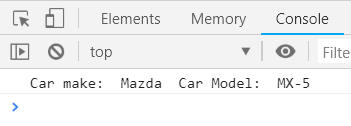 Elements Memory Console
top Filte
Car make: Mazda Car Model: MX-5